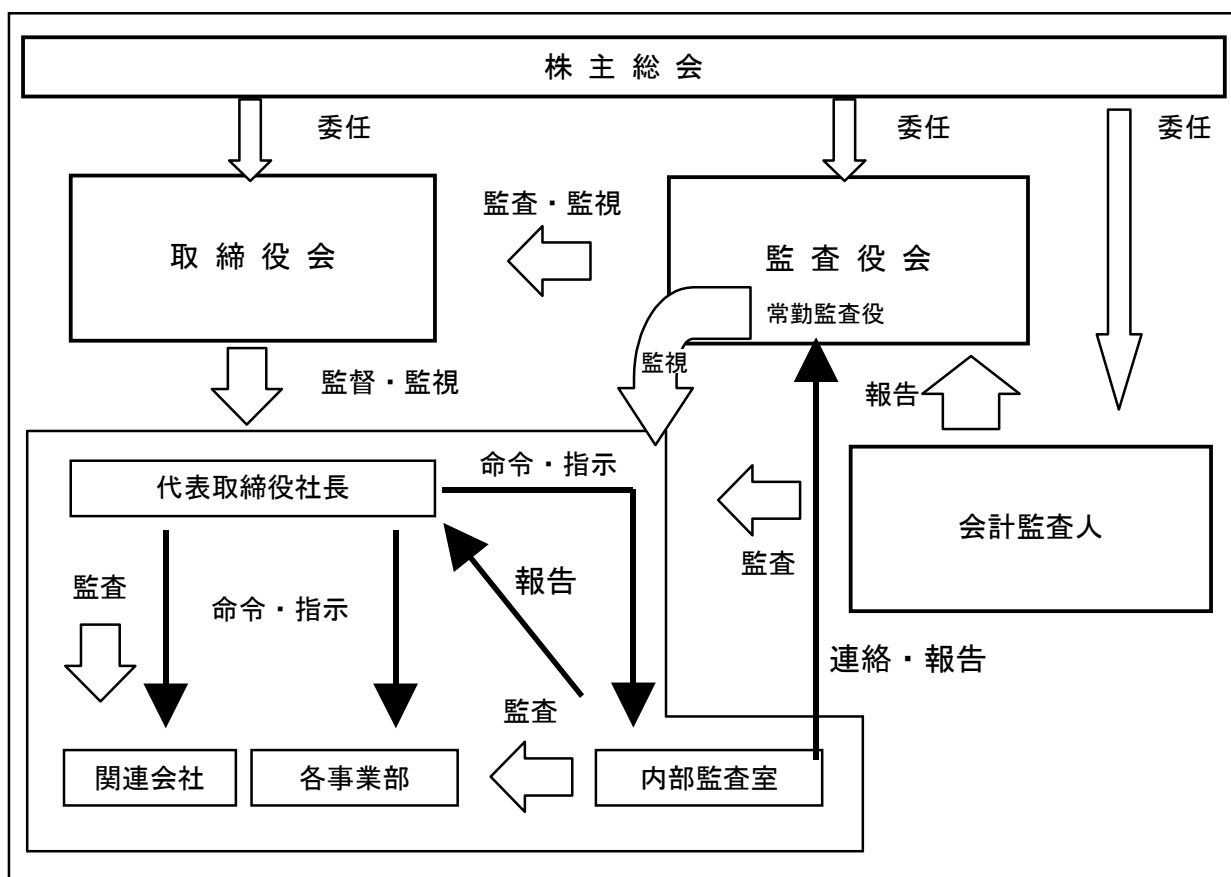 株主総会
委任
委任
委任
取締役会
監査・監視
監査役会
常勤監査役
監視
監督・監視
報告
代表取締役社長
命令・指示
会計監査人
監査
監査
報告
命令・指示
連絡・報告
監査
関連会社
各事業部
内部監査室